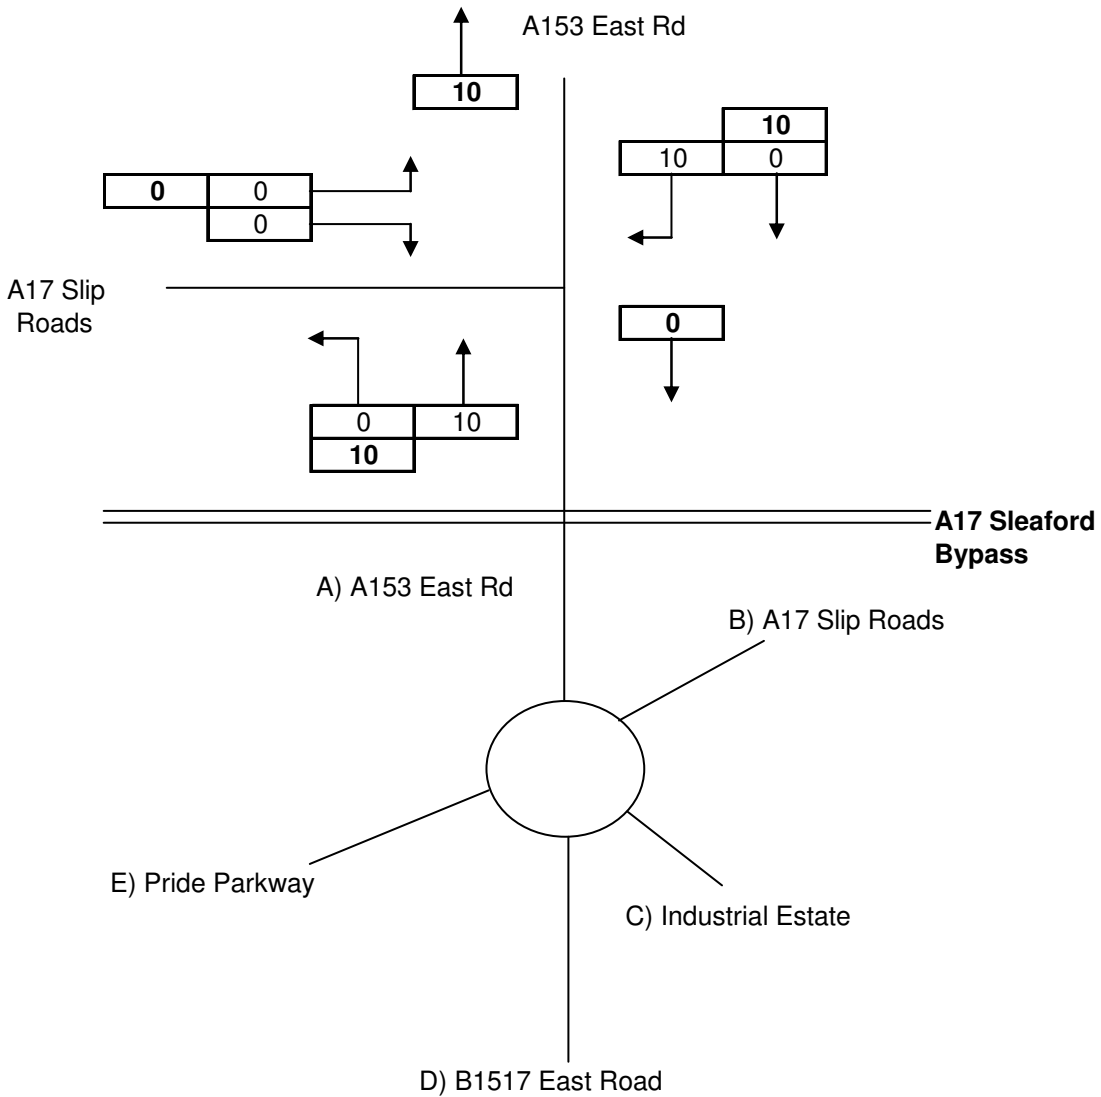 A153 East Rd
10
10
10 0
0 0
0
A17 Slip
Roads
0
0 10
10
A17 Sleaford
Bypass
A) A153 East Rd
B) A17 Slip Roads
E) Pride Parkway
C) Industrial Estate
D) B1517 East Road